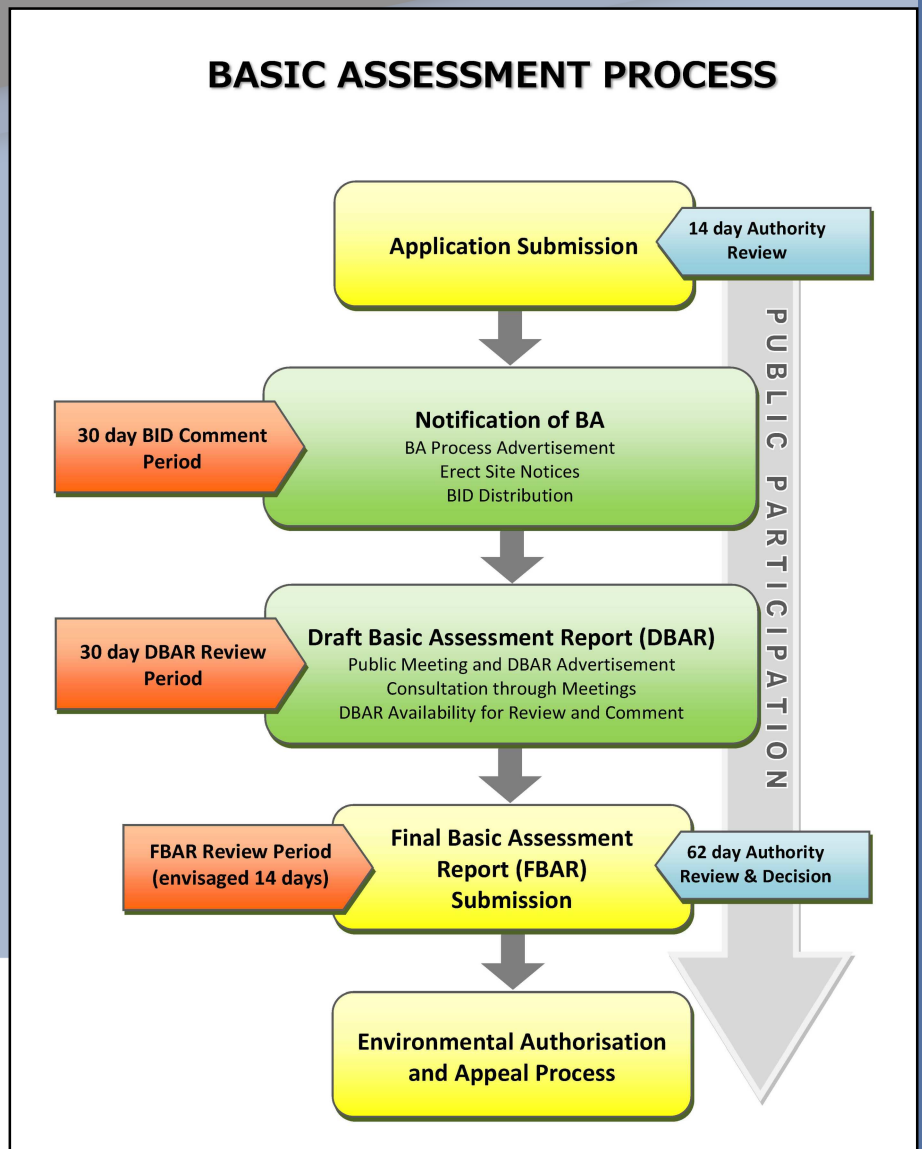 BASIC ASSESSMENT PROCESS
Application Submission
14 day Authority
Review
PUBLIC PARTICIPATION
30 day BID Comment
Period
Notification of BA
BA Process Advertisement
Erect Site Notices
BID Distribution
30 day DBAR Review
Period
Draft Basic Assessment Report (DBAR)
Public Meeting and DBAR Advertisement
Consultation through Meetings
DBAR Availability for Review and Comment
FBAR Review Period
(envisaged 14 days)
Final Basic Assessment
Report (FBAR)
Submission
62 day Authority
Review & Decision
Environmental Authorisation
and Appeal Process